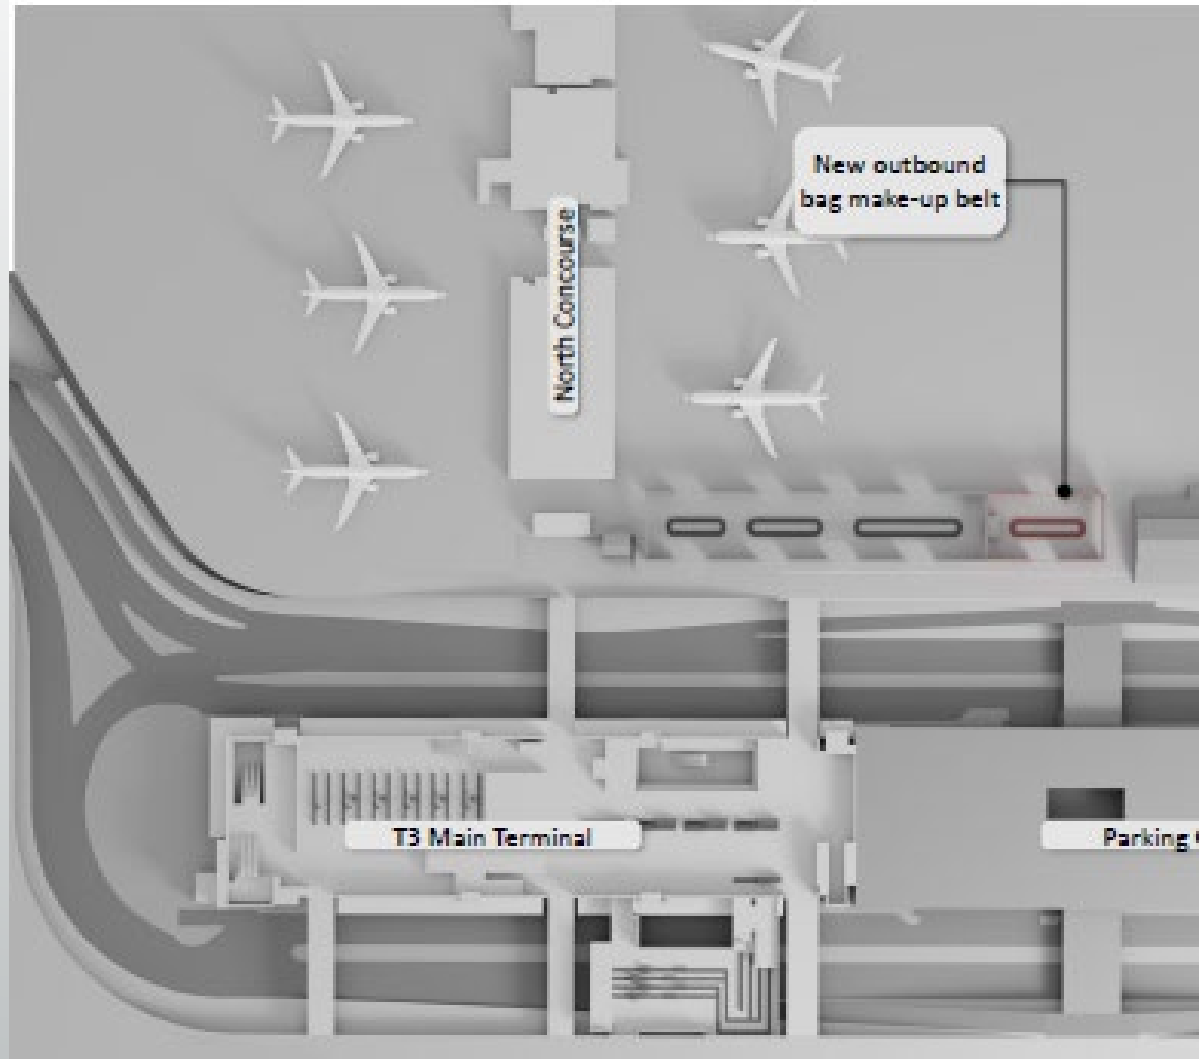 New outbound
bag make-up belt
North Concourse
T3 Main Terminal
Parking